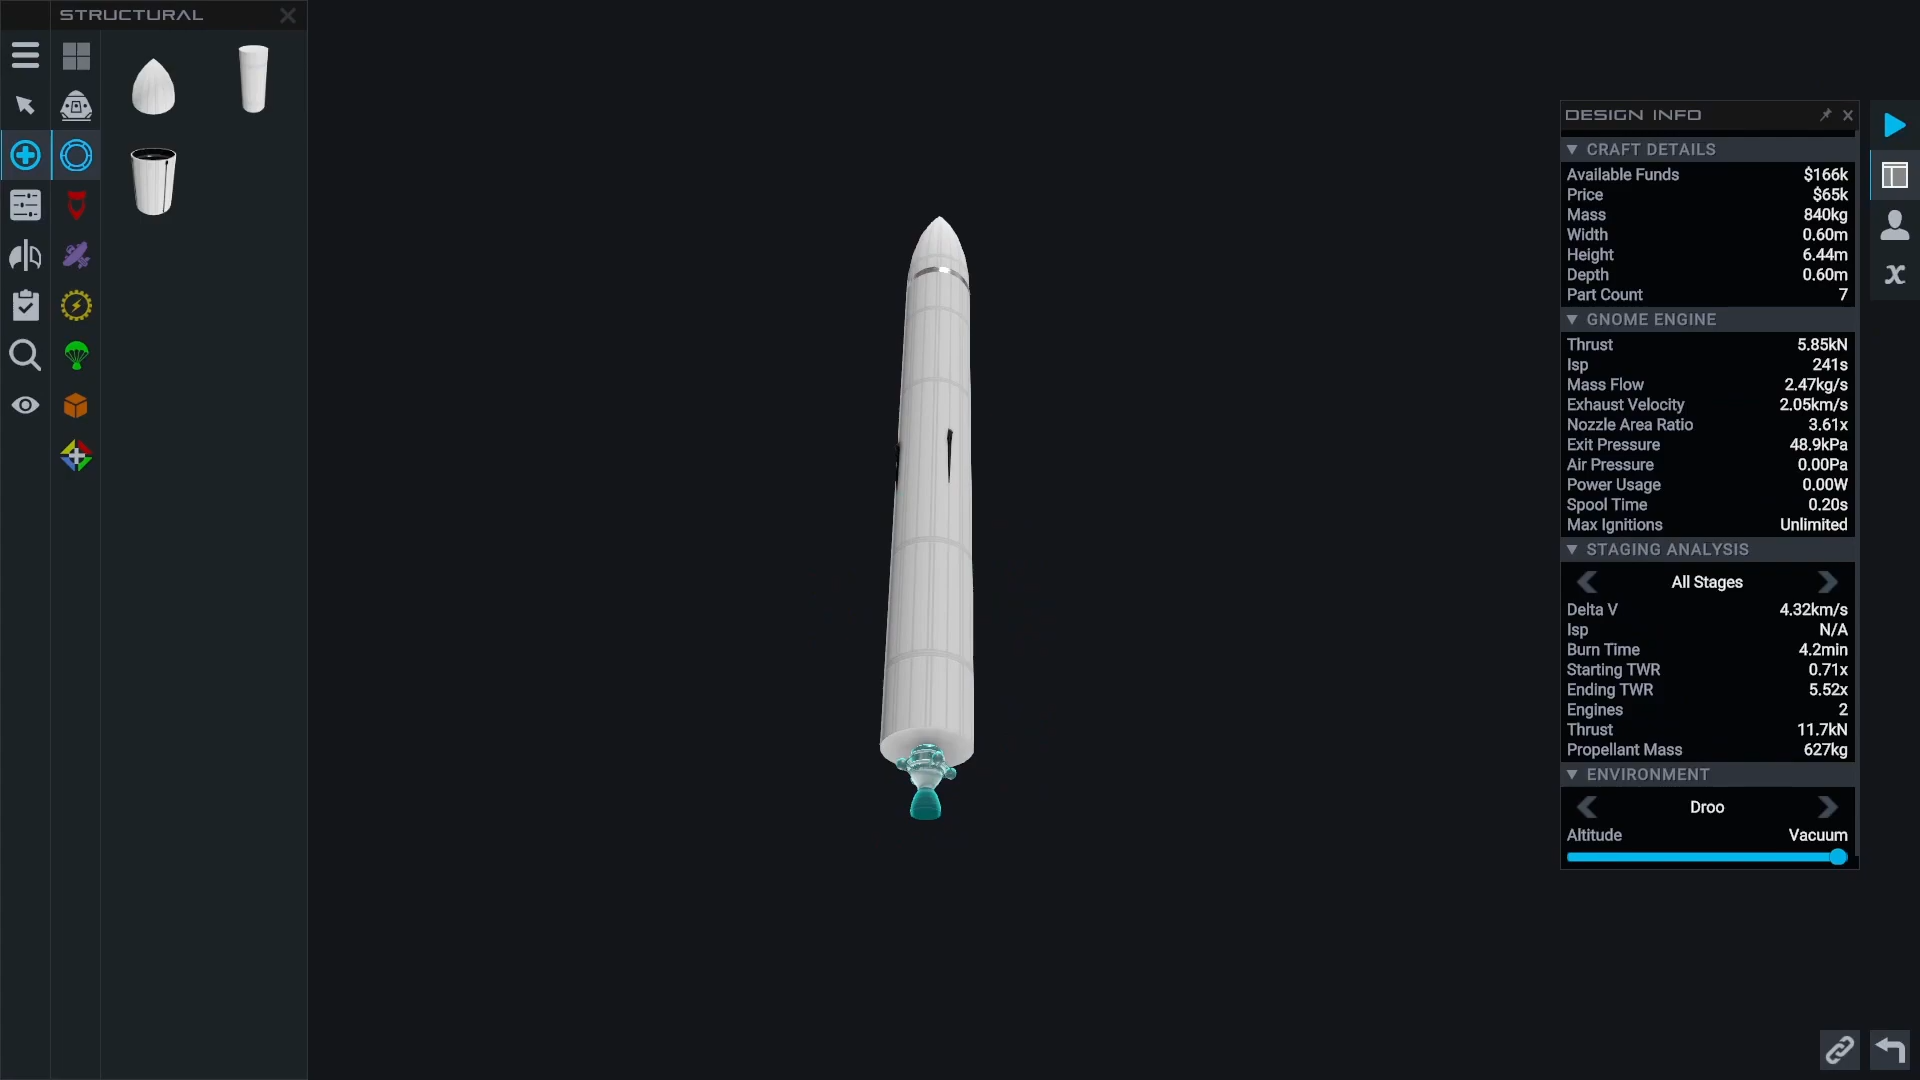 STRUCTURAL
DESIGN INFO
CRAFT DETAILS
Available Funds $166k
Price $65k
Mass 840kg
Width 0.60m
Height 6.44m
Depth 0.60m
Part Count 7
GNOME ENGINE
Thrust 5.85kN
Isp 241s
Mass Flow 2.47kg/s
Exhaust Velocity 2.05km/s
Nozzle Area Ratio 3.61x
Exit Pressure 48.9kPa
Air Pressure 0.00Pa
Power Usage 0.00W
Spool Time 0.20s
Max Ignitions Unlimited
STAGING ANALYSIS
All Stages
Delta V 4.32km/s
Isp N/A
Burn Time 4.2min
Starting TWR 0.71x
Ending TWR 5.52x
Engines 2
Thrust 11.7kN
Propellant Mass 627kg
ENVIRONMENT
Droo
Altitude Vacuum